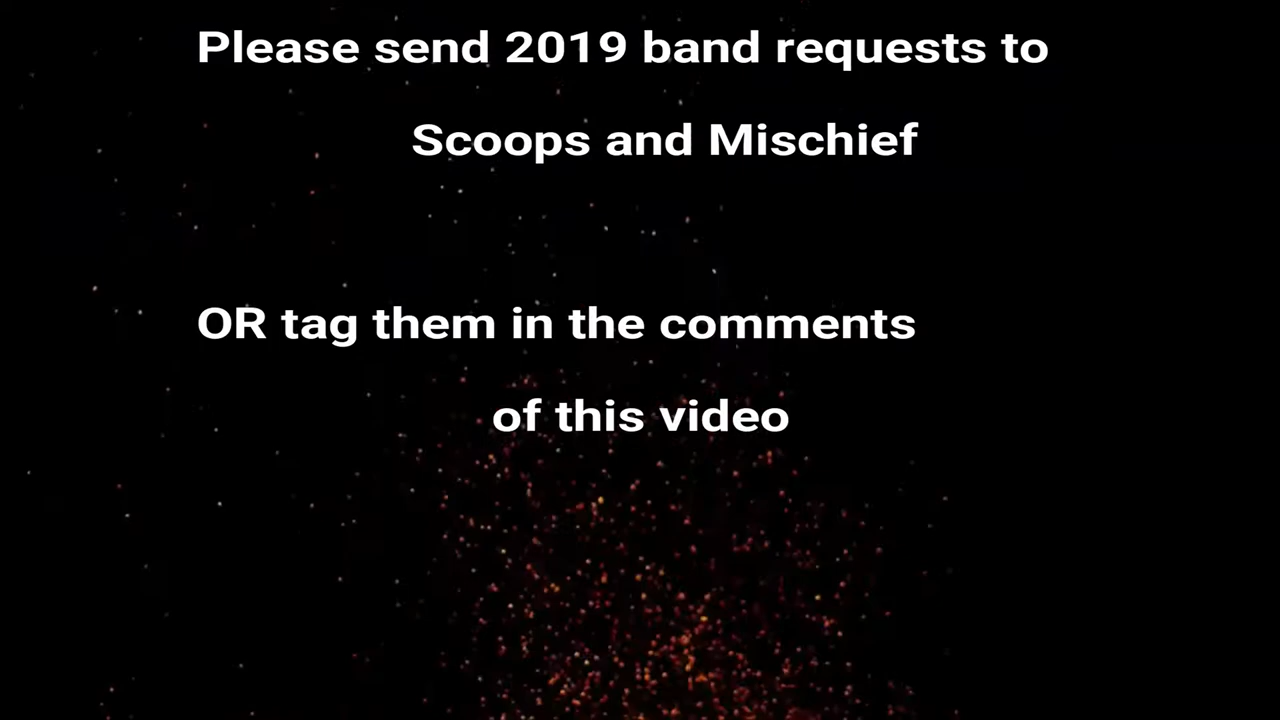 Please send 2019 band requests to
Scoops and Mischief
OR tag them in the comments
of this video